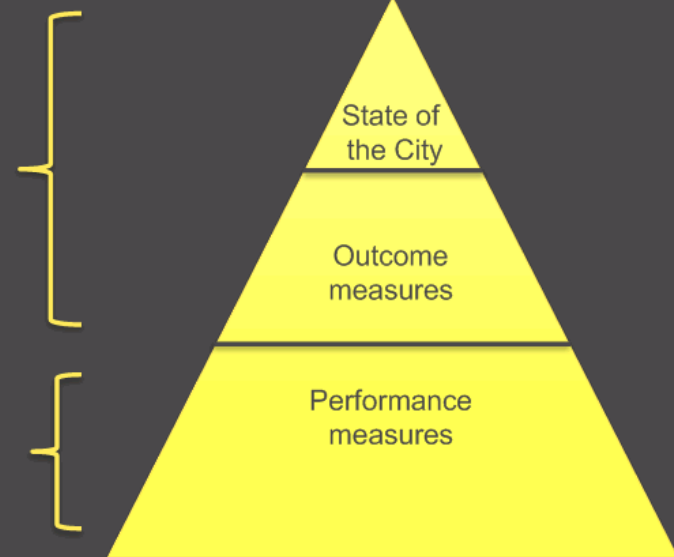 State of
the City
Outcome
measures
Performance
measures